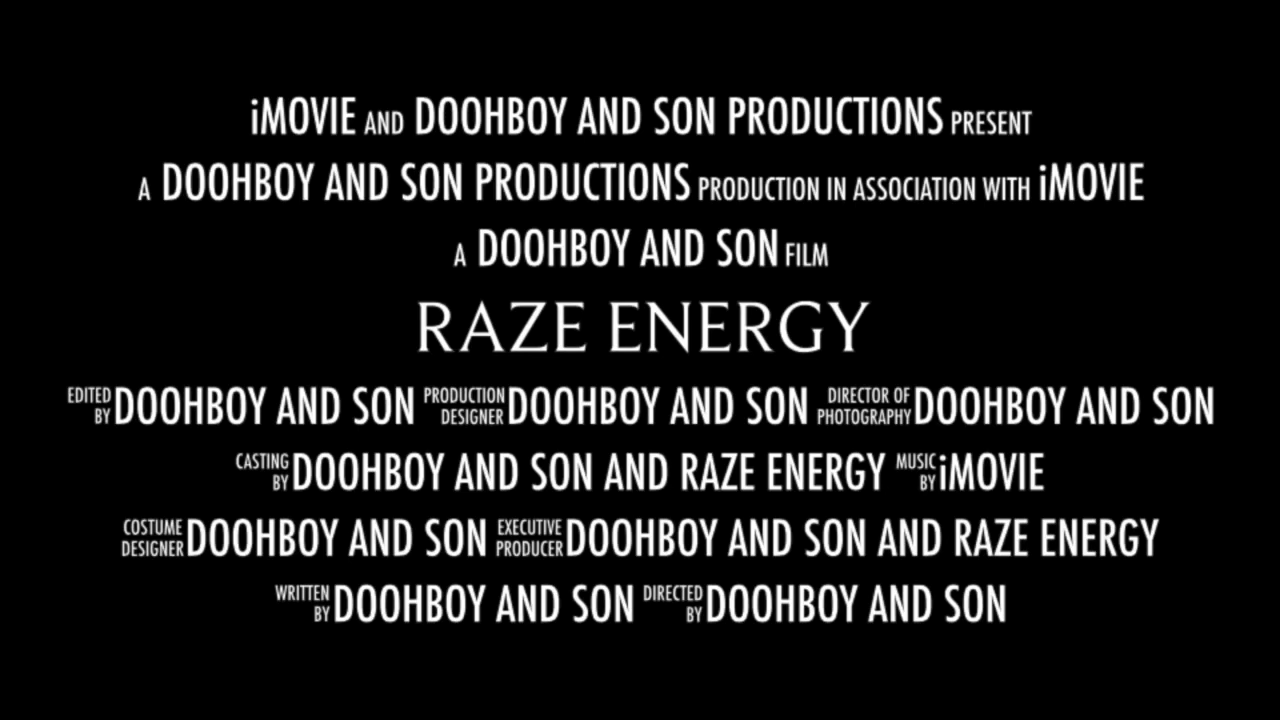 iMOVIE AND DOOHBOY AND SON PRODUCTIONS PRESENT
A DOOHBOY AND SON PRODUCTIONS PRODUCTION IN ASSOCIATION WITH iMOVIE
A DOOHBOY AND SON FILM
RAZE ENERGY
EDITED BY DOOHBOY AND SON PRODUCTION DESIGNER DOOHBOY AND SON DIRECTOR OF PHOTOGRAPHY DOOHBOY AND SON
CASTING BY DOOHBOY AND SON AND RAZE ENERGY MUSIC BY iMOVIE
COSTUME DESIGNER DOOHBOY AND SON EXECUTIVE PRODUCER DOOHBOY AND SON AND RAZE ENERGY
WRITTEN BY DOOHBOY AND SON DIRECTED BY DOOHBOY AND SON